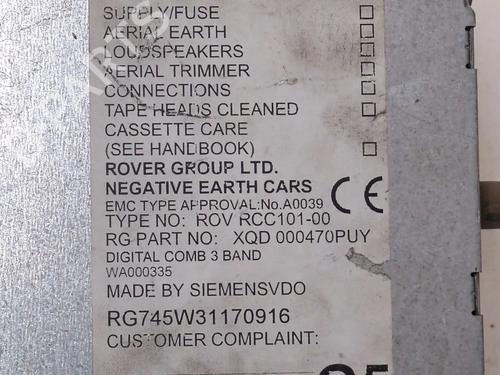 SUPPLY/FUSE
AERIAL EARTH
LOUDSPEAKERS
AERIAL TRIMMER
CONNECTIONS
TAPE HEADS CLEANED
CASSETTE CARE
(SEE HANDBOOK)
ROVER GROUP LTD.
NEGATIVE EARTH CARS
EMC TYPE APPROVAL:No.A0039
CE
TYPE NO: ROV RCC101-00
RG PART NO: XQD 000470PUY
DIGITAL COMB 3 BAND
WA000335
MADE BY SIEMENSVDO
RG745W31170916
CUSTOMER COMPLAINT: